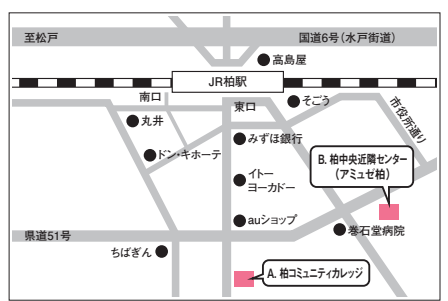 至松戸
国道6号(水戸街道)
高島屋
JR柏駅
南口
東口
そごう
市役所通り
丸井
みずほ銀行
ドン・キホーテ
B. 柏中央近隣センター
(アミュゼ柏)
イトー
ヨーカドー
auショップ
巻石堂病院
県道51号
ちばぎん
A. 柏コミュニティカレッジ